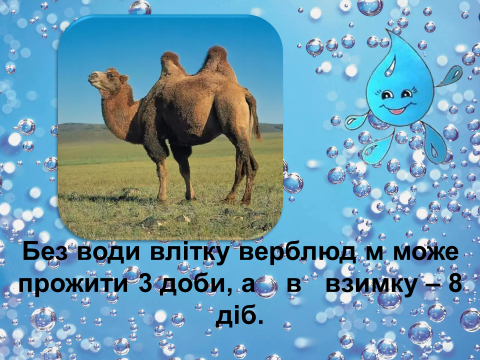 Без води влітку верблюд м може
прожити 3 доби, а в взимку – 8
діб.